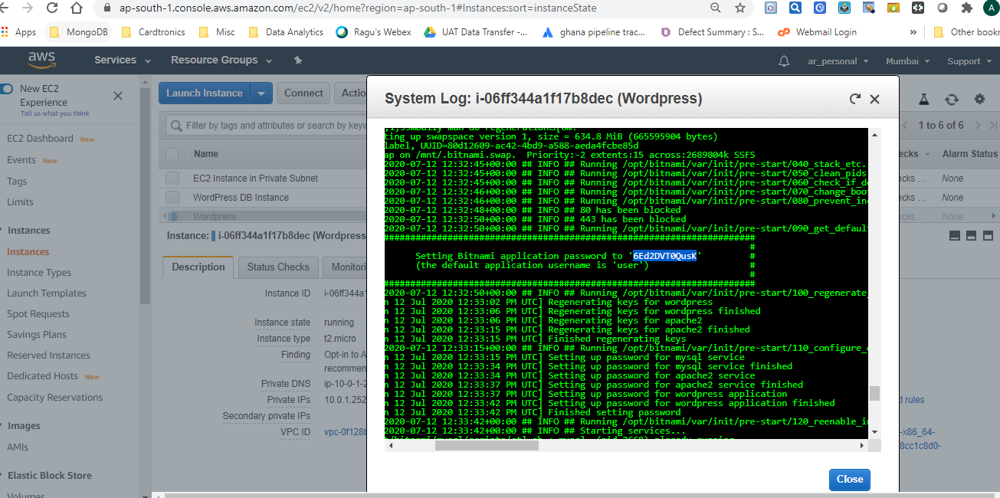 ap-south-1.console.aws.amazon.com/ec2/v2/home?region=ap-south-1#Instances:sort=instanceState
A
Apps MongoDB Cardtronics Misc Data Analytics Ragu's Webex UAT Data Transfer -... ghana pipeline trac... Defect Summary : S... Webmail Login » Other bookr
aws Services Resource Groups ar_personal Mumbai Support
New EC2
Experience
Tell us what you think
EC2 Dashboard New
Events New
Tags
Limits
Instances
Instances
Instance Types
Launch Templates
Spot Requests
Savings Plans
Reserved Instances
Dedicated Hosts New
Capacity Reservations
Images
AMIs
Elastic Block Store
Volumes
Launch Instance Connect Actio
Filter by tags and attributes or search by keyw
1 to 6 of 6
Name
ecks Alarm Status
EC2 Instance in Private Subnet
cks ... None
WordPress DB Instance
cks ... None
Wordpress
cks ... None
Instance: i-06ff344a1f17b8dec (Wordpress
Description Status Checks Monitori
Instance ID i-06ff344a1
Instance state running
Instance type t2.micro
Finding Opt-in to A
recommen
Private DNS ip-10-0-1-2
Private IPs 10.0.1.252
Secondary private IPs
VPC ID vpc-0f128b
d rules
-x86_64-
8cc1c8d0-
System Log: i-06ff344a1f17b8dec (Wordpress)
ting up swapspace version 1, size = 634.8 MiB (665595904 bytes)
label, UUID=80d12609-ac42-4bd9-a588-aeda4fcbe85d
ap on /mnt/.bitnami.swap. Priority:-2 extents:15 across:2689804k SSFS
2020-07-12 12:32:45+00:00 ## INFO ## Running /opt/bitnami/var/init/pre-start/040_stack_etc.
2020-07-12 12:32:45+00:00 ## INFO ## Running /opt/bitnami/var/init/pre-start/050_clean_pids
2020-07-12 12:32:45+00:00 ## INFO ## Running /opt/bitnami/var/init/pre-start/060_check_if_de
2020-07-12 12:32:46+00:00 ## INFO ## Running /opt/bitnami/var/init/pre-start/070_change_boo
2020-07-12 12:32:46+00:00 ## INFO ## Running /opt/bitnami/var/init/pre-start/080_prevent_in
2020-07-12 12:32:48+00:00 ## INFO ## 80 has been blocked
2020-07-12 12:32:50+00:00 ## INFO ## 443 has been blocked
2020-07-12 12:32:50+00:00 ## INFO ## Running /opt/bitnami/var/init/pre-start/090_get_default
########################################################################
#
Setting Bitnami application password to '6Ed2DVT0QusK' #
(the default application username is 'user') #
#
########################################################################
2020-07-12 12:32:50+00:00 ## INFO ## Running /opt/bitnami/var/init/pre-start/100_regenerate_
n 12 Jul 2020 12:33:02 PM UTC] Regenerating keys for wordpress
n 12 Jul 2020 12:33:06 PM UTC] Regenerating keys for wordpress finished
n 12 Jul 2020 12:33:06 PM UTC] Regenerating keys for apache2
n 12 Jul 2020 12:33:15 PM UTC] Regenerating keys for apache2 finished
n 12 Jul 2020 12:33:15 PM UTC] Finished regenerating keys
2020-07-12 12:33:15+00:00 ## INFO ## Running /opt/bitnami/var/init/pre-start/110_configure_
n 12 Jul 2020 12:33:15 PM UTC] Setting up password for mysql service
n 12 Jul 2020 12:33:34 PM UTC] Setting up password for mysql service finished
n 12 Jul 2020 12:33:34 PM UTC] Setting up password for apache2 service
n 12 Jul 2020 12:33:37 PM UTC] Setting up password for apache2 service finished
n 12 Jul 2020 12:33:37 PM UTC] Setting up password for wordpress application
n 12 Jul 2020 12:33:42 PM UTC] Setting up password for wordpress application finished
n 12 Jul 2020 12:33:42 PM UTC] Finished setting password
2020-07-12 12:33:42+00:00 ## INFO ## Running /opt/bitnami/var/init/pre-start/120_reenable_in
2020-07-12 12:33:42+00:00 ## INFO ## Starting services...
Close